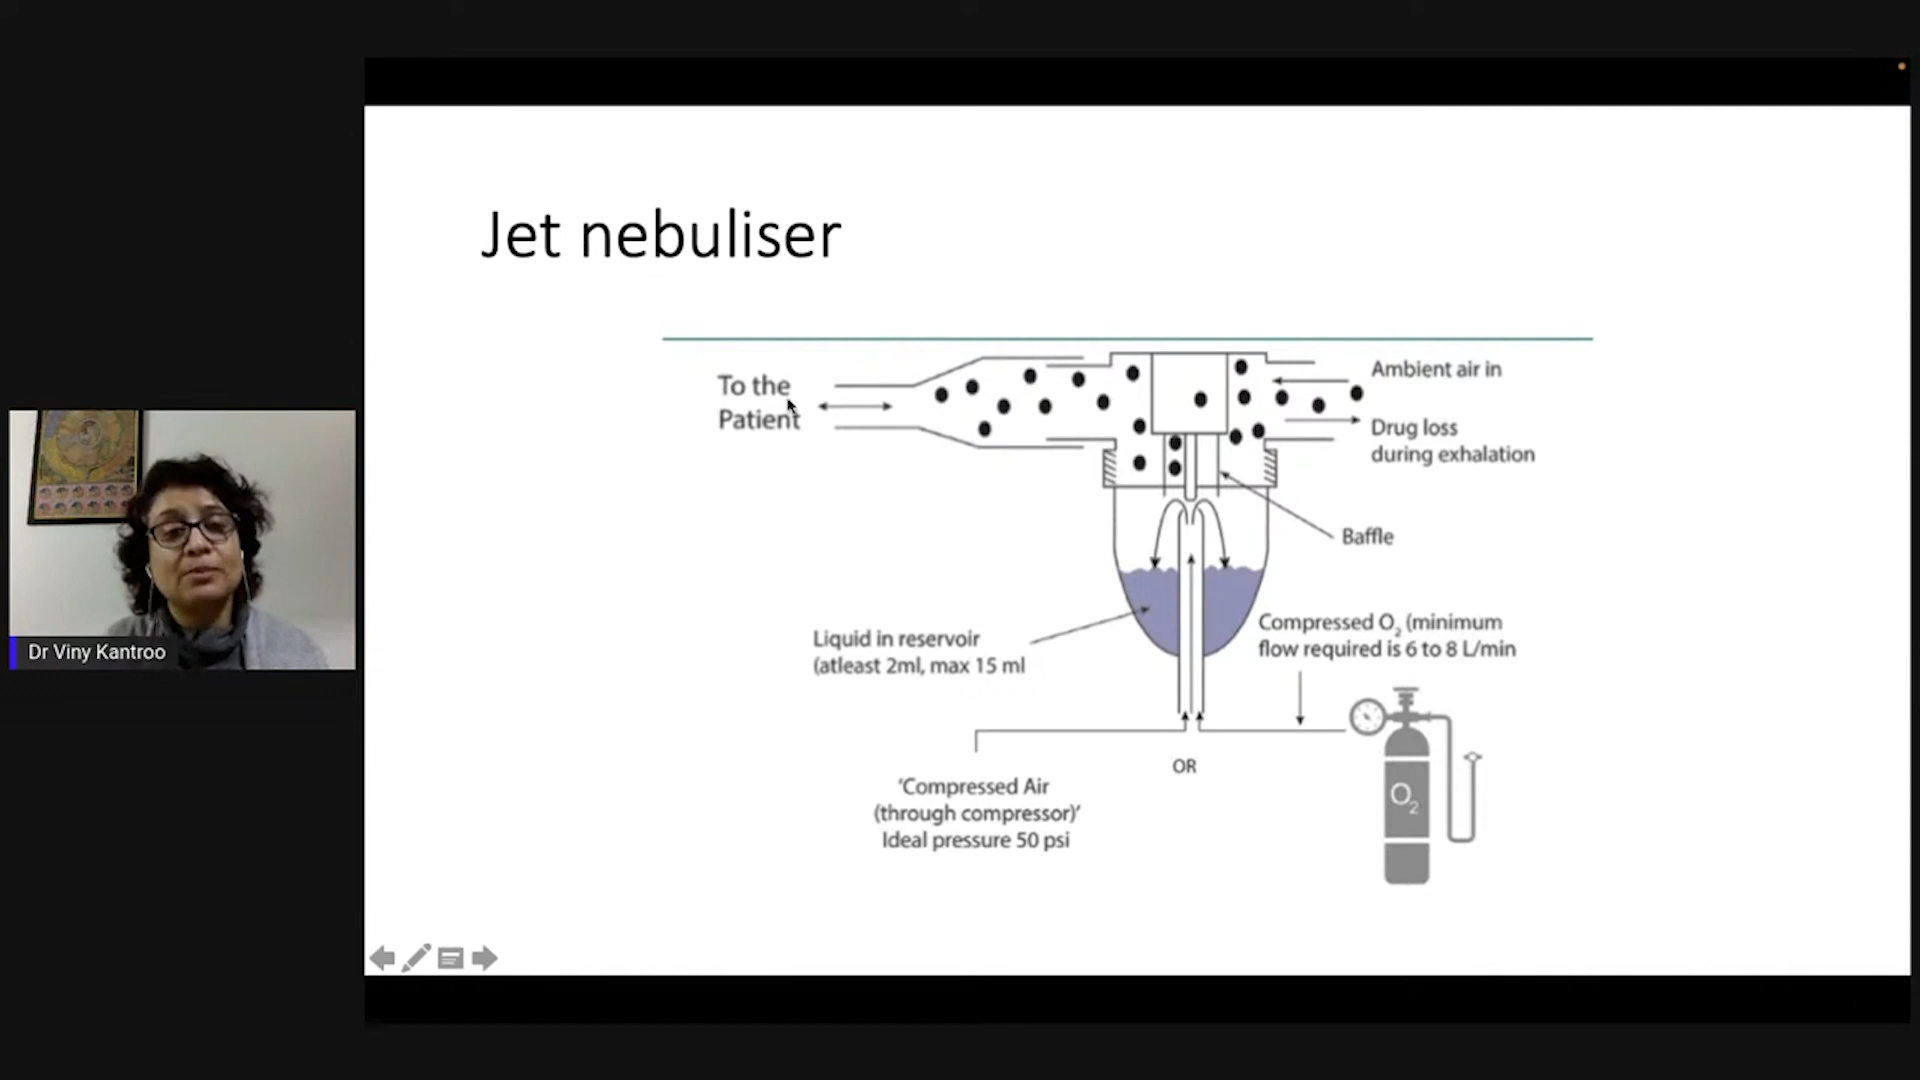 Jet nebuliser
To the
Patient
Ambient air in
Drug loss
during exhalation
Baffle
Liquid in reservoir
(atleast 2ml, max 15 ml
Compressed O₂ (minimum
flow required is 6 to 8 L/min
OR
'Compressed Air
(through compressor)'
Ideal pressure 50 psi
O₂
Dr Viny Kantroo